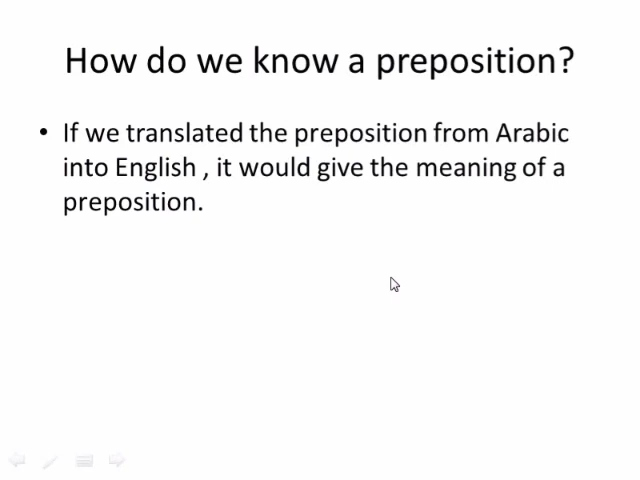 How do we know a preposition?
• If we translated the preposition from Arabic
into English , it would give the meaning of a
preposition.